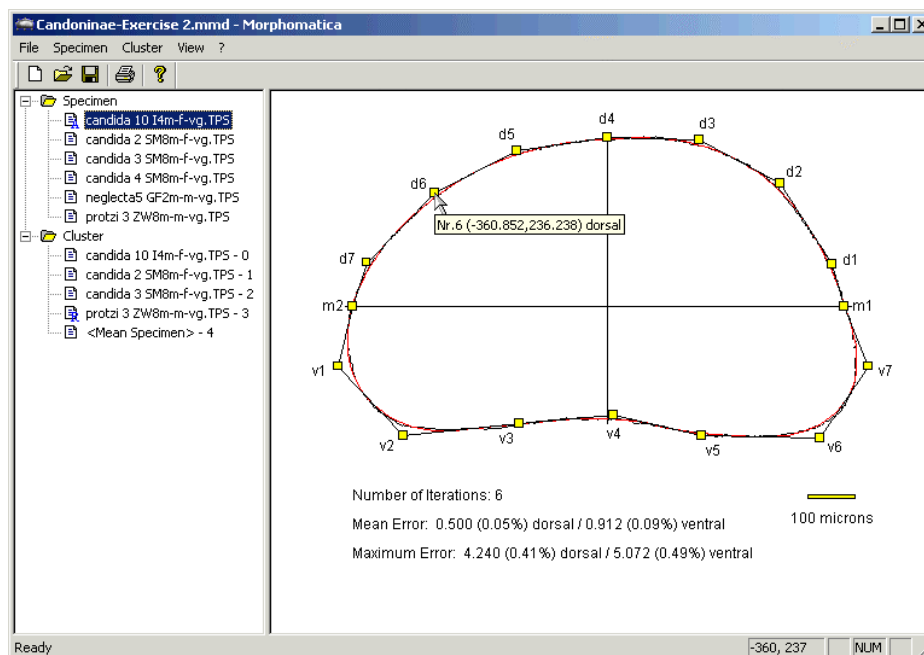 Candoninae-Exercise 2.mmd - Morphomatica
File Specimen Cluster View ?
Specimen
candida 10 I4m-f-vg.TPS
candida 2 SM8m-f-vg.TPS
candida 3 SM8m-f-vg.TPS
candida 4 SM8m-f-vg.TPS
neglecta5 GF2m-m-vg.TPS
protzi 3 ZW8m-m-vg.TPS
Cluster
candida 10 I4m-f-vg.TPS - 0
candida 2 SM8m-f-vg.TPS - 1
candida 3 SM8m-f-vg.TPS - 2
protzi 3 ZW8m-m-vg.TPS - 3
<Mean Specimen> - 4
d4
d3
d5
d2
d6
Nr.6 (-360.852,236.238) dorsal
d7
d1
m2
m1
v1
v7
v2
v3
v4
v5
v6
Number of Iterations: 6
Mean Error: 0.500 (0.05%) dorsal / 0.912 (0.09%) ventral
Maximum Error: 4.240 (0.41%) dorsal / 5.072 (0.49%) ventral
100 microns
Ready
-360, 237
NUM